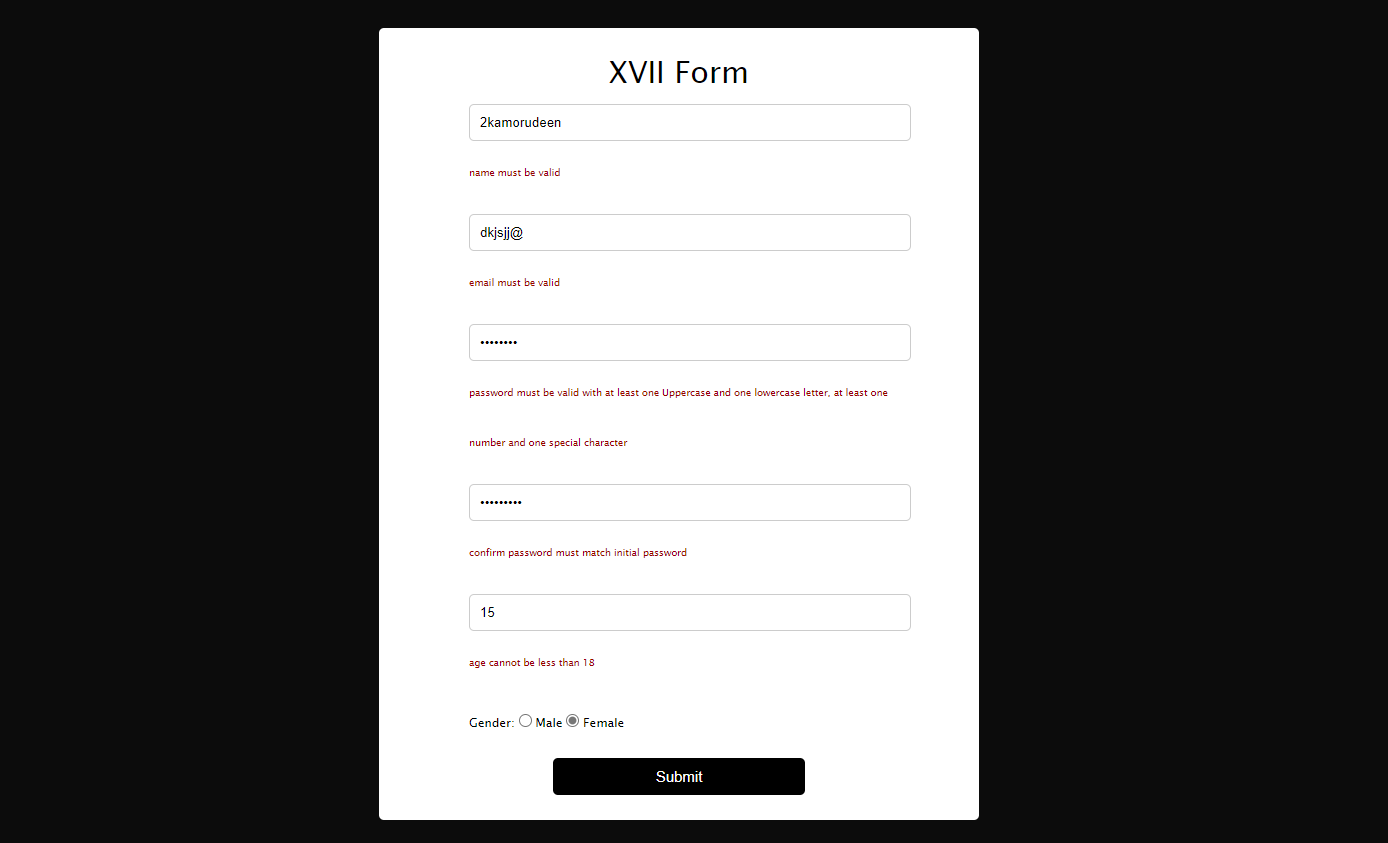 XVII Form
2kamorudeen
name must be valid
dkjsjj@
email must be valid
••••••••
password must be valid with at least one Uppercase and one lowercase letter, at least one
number and one special character
•••••••••
confirm password must match initial password
15
age cannot be less than 18
Gender: Male Female
Submit